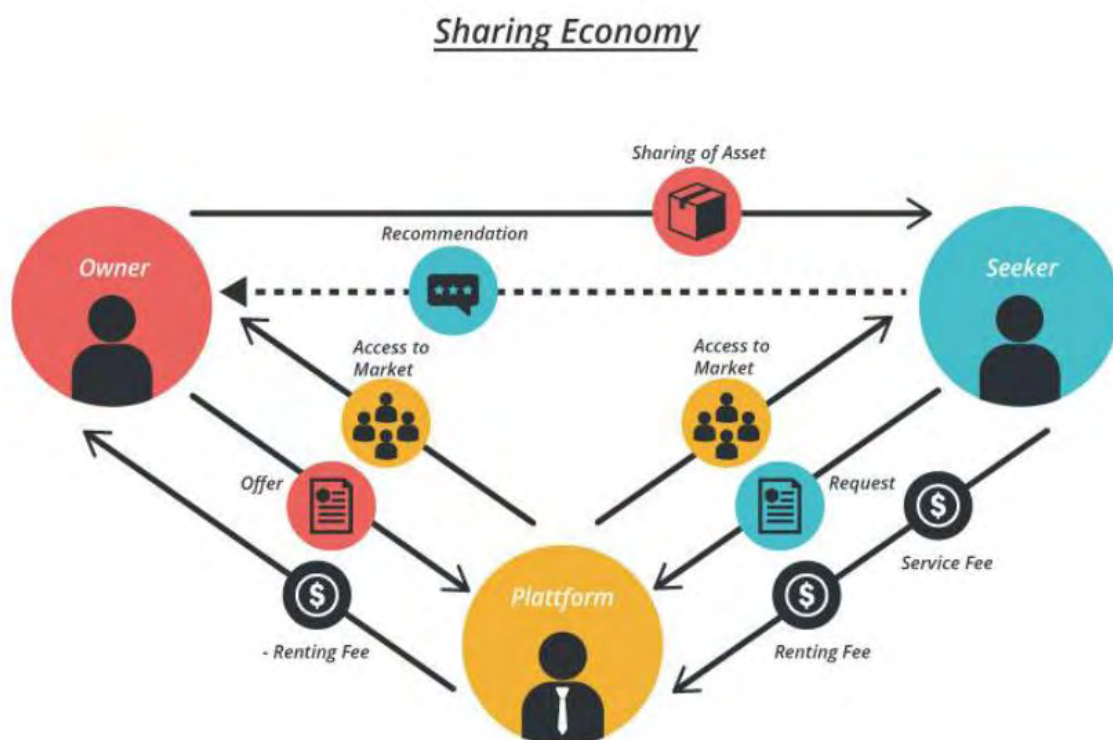 Sharing Economy
Sharing of Asset
Recommendation
Owner
Seeker
Access to
Market
Access to
Market
Offer
Request
Service Fee
Plattform
- Renting Fee
Renting Fee